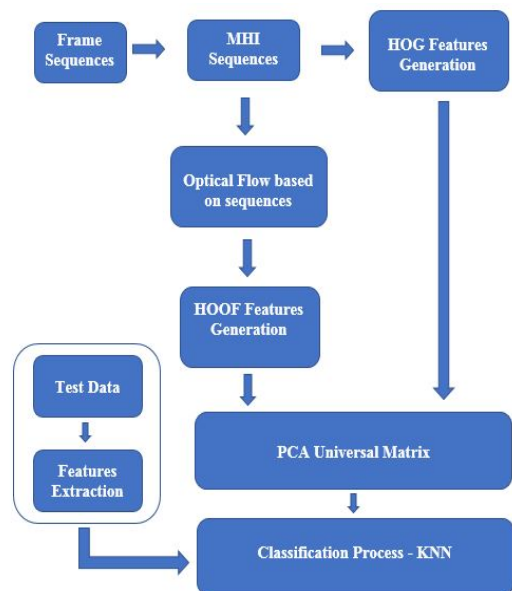 Frame
Sequences
MHI
Sequences
HOG Features
Generation
Optical Flow based
on sequences
HOOF Features
Generation
Test Data
Features
Extraction
PCA Universal Matrix
Classification Process - KNN